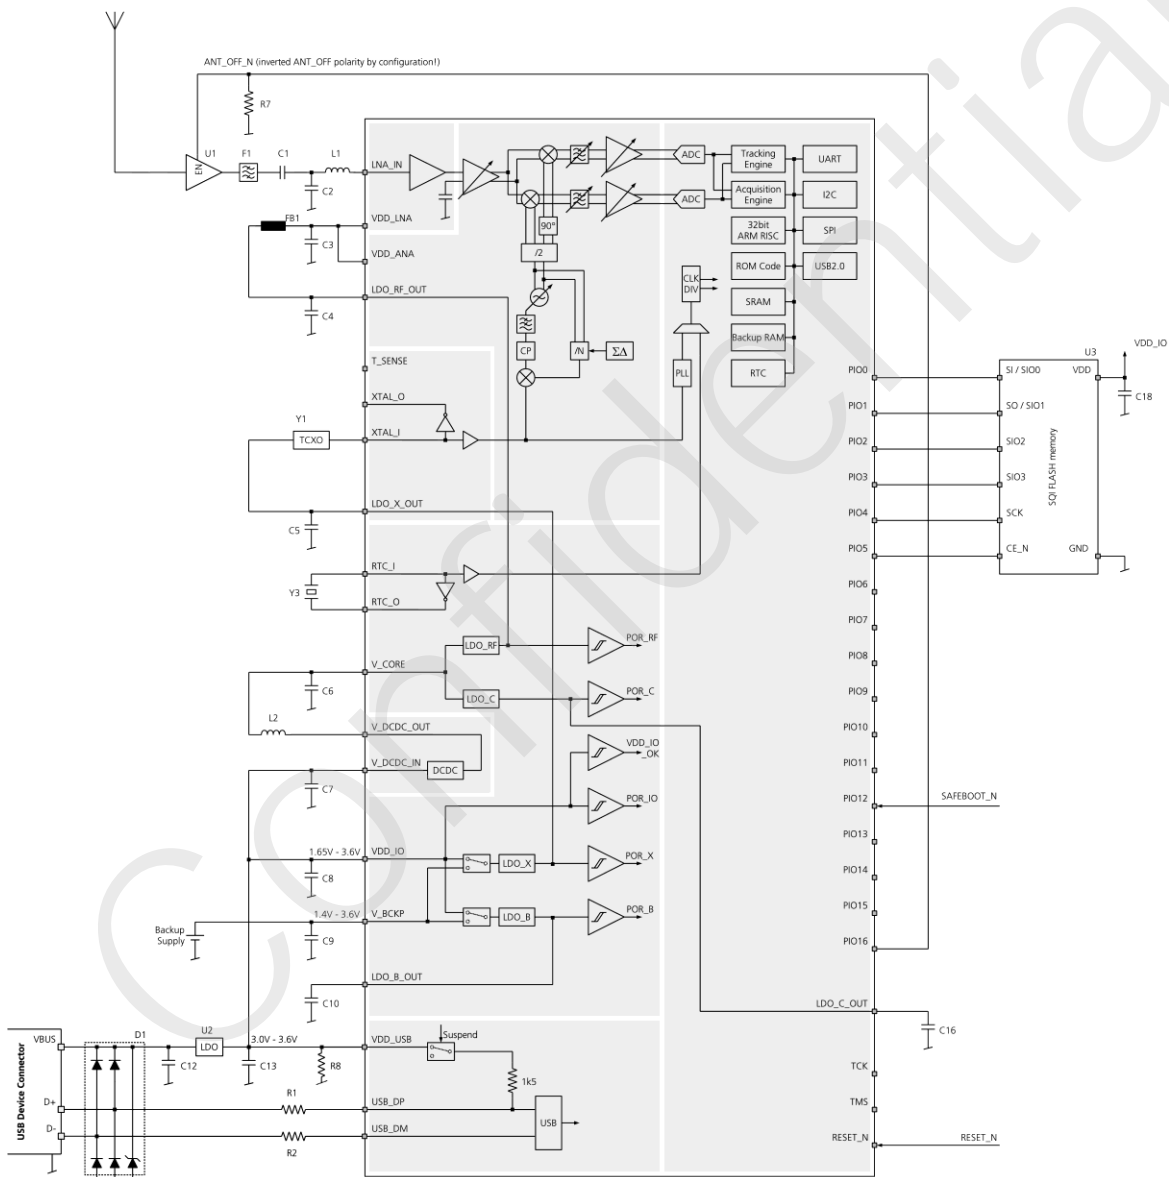 ANT_OFF_N (inverted ANT_OFF polarity by configuration!)
R7
U1
F1
C1
L1
EN
C2
LNA_IN
ADC
Tracking
Engine
UART
ADC
Acquisition
Engine
I2C
FB1
C3
VDD_LNA
90°
32bit
ARM RISC
SPI
VDD_ANA
/2
ROM Code
USB2.0
LDO_RF_OUT
C4
CLK
DIV
SRAM
Backup RAM
T_SENSE
CP
/N
ΣΔ
PLL
RTC
XTAL_O
Y1
TCXO
XTAL_I
LDO_X_OUT
C5
RTC_I
Y3
RTC_O
LDO_RF
POR_RF
V_CORE
C6
LDO_C
POR_C
L2
V_DCDC_OUT
VDD_IO
_OK
V_DCDC_IN
DCDC
C7
POR_IO
1.65V - 3.6V
VDD_IO
C8
LDO_X
POR_X
1.4V - 3.6V
V_BCKP
Backup
Supply
C9
LDO_B
POR_B
LDO_B_OUT
C10
USB Device Connector
VBUS
D1
U2
LDO
3.0V - 3.6V
VDD_USB
Suspend
C12
C13
R8
1k5
D+
R1
USB_DP
USB
D-
R2
USB_DM
PIO0
PIO1
PIO2
PIO3
PIO4
PIO5
PIO6
PIO7
PIO8
PIO9
PIO10
PIO11
PIO12
SAFEBOOT_N
PIO13
PIO14
PIO15
PIO16
LDO_C_OUT
C16
TCK
TMS
RESET_N
RESET_N
U3
SI / SIO0
VDD
VDD_IO
C18
SO / SIO1
SIO2
SIO3
SQI FLASH memory
SCK
CE_N
GND
Confidential